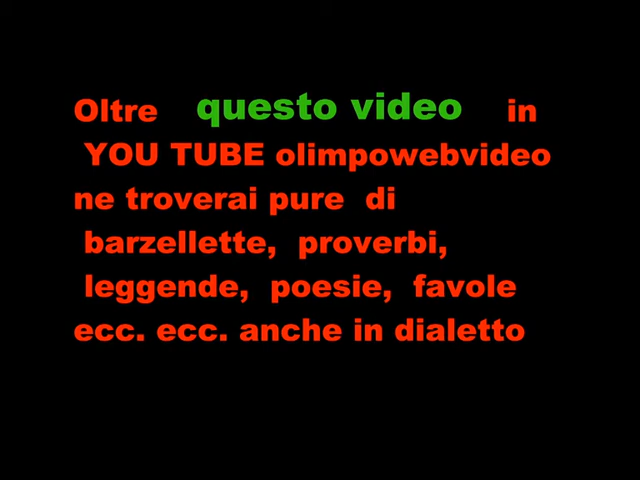 Oltre questo video in
YOU TUBE olimpowebvideo
ne troverai pure di
barzellette, proverbi,
leggende, poesie, favole
ecc. ecc. anche in dialetto